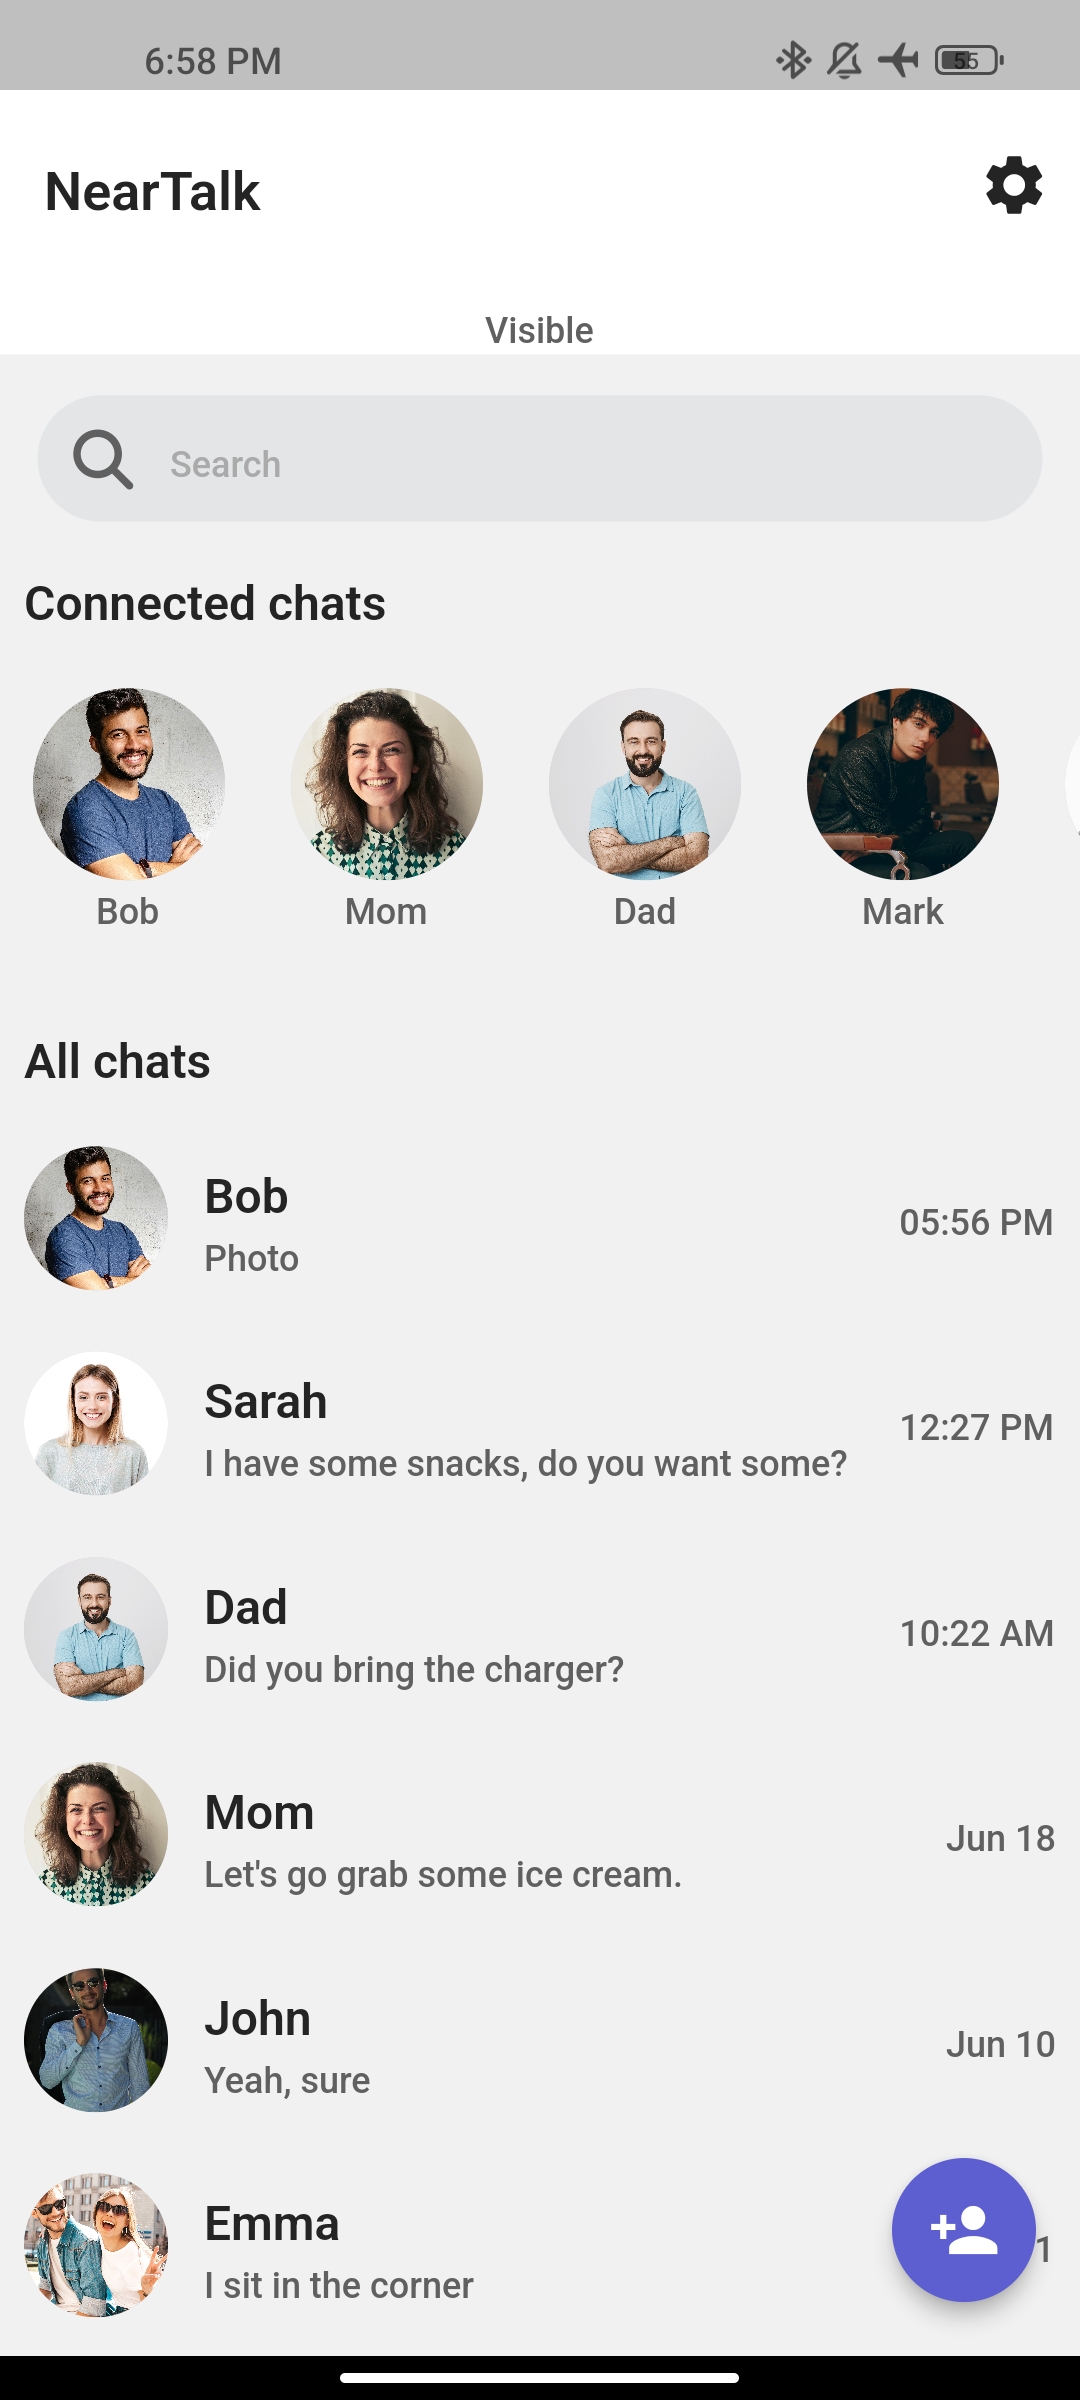 6:58 PM
55
NearTalk
Visible
Search
Connected chats
Bob
Mom
Dad
Mark
All chats
Bob
05:56 PM
Photo
Sarah
12:27 PM
I have some snacks, do you want some?
Dad
10:22 AM
Did you bring the charger?
Mom
Jun 18
Let's go grab some ice cream.
John
Jun 10
Yeah, sure
Emma
1
I sit in the corner